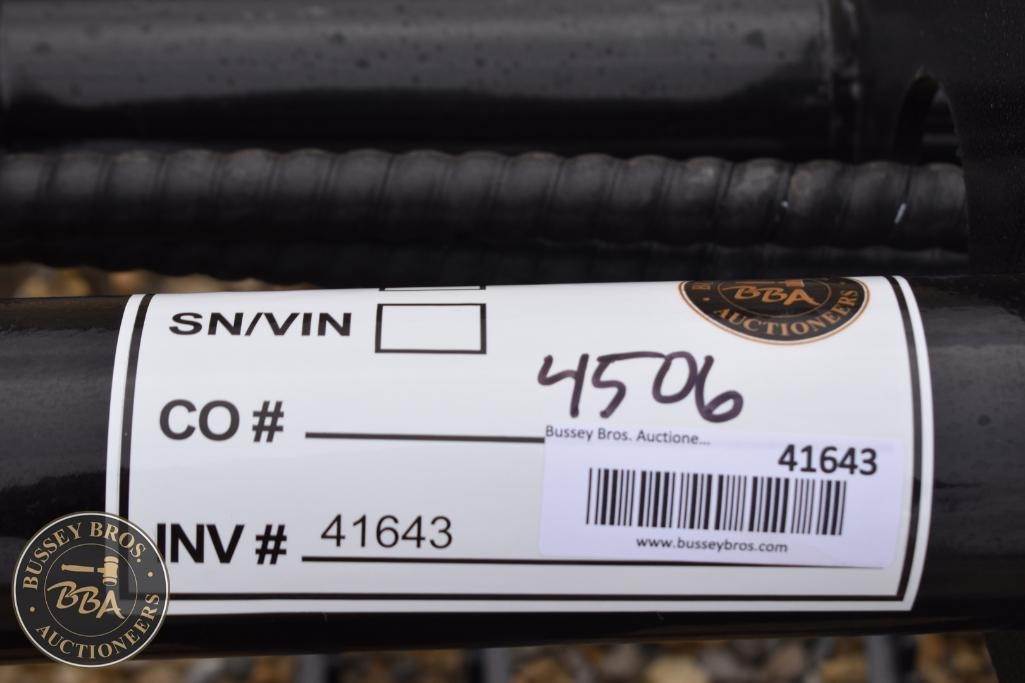 BBA
AUCTIONEERS
SN/VIN
4506
CO #
Bussey Bros. Auctione...
41643
www.busseybros.com
INV # 41643
BUSSEY BROS.
BBA
AUCTIONEERS